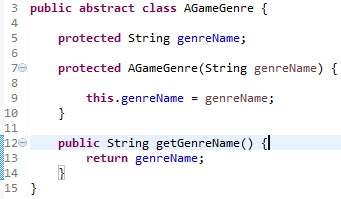 3 public abstract class AGameGenre {
4
5     protected String genreName;
6
7     protected AGameGenre(String genreName) {
8
9         this.genreName = genreName;
10     }
11
12     public String getGenreName() {
13         return genreName;
14     }
15 }